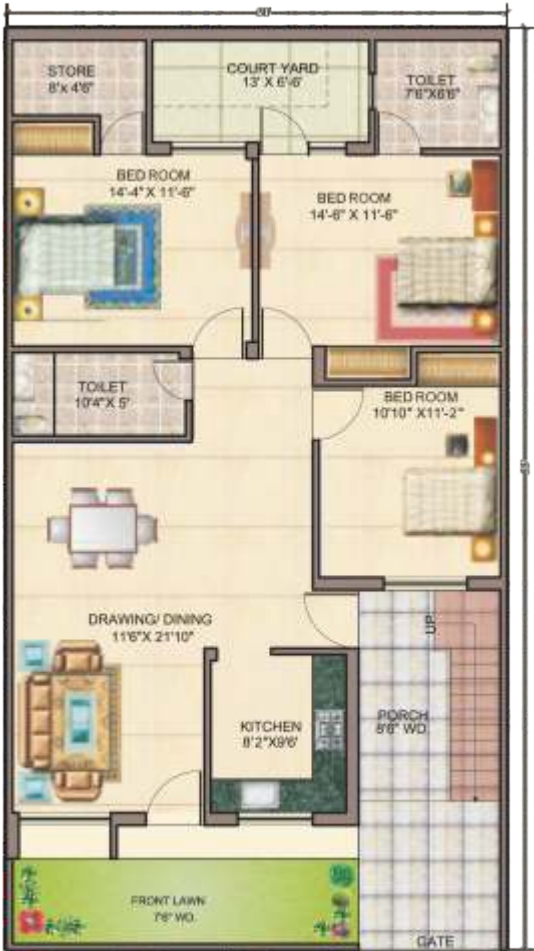 STORE
8'x 4'6"
COURT YARD
13' X 6'-6"
TOILET
7'6"X6'6"
BED ROOM
14'-4" X 11'-6"
BED ROOM
14'-6" X 11'-6"
TOILET
10'4"X 5'
BED ROOM
10'10" X11'-2"
DRAWING/ DINING
11'6"X 21'10"
UP
KITCHEN
8'2"X9'6'
PORCH
8'6" WD.
FRONT LAWN
7'6" WD.
GATE